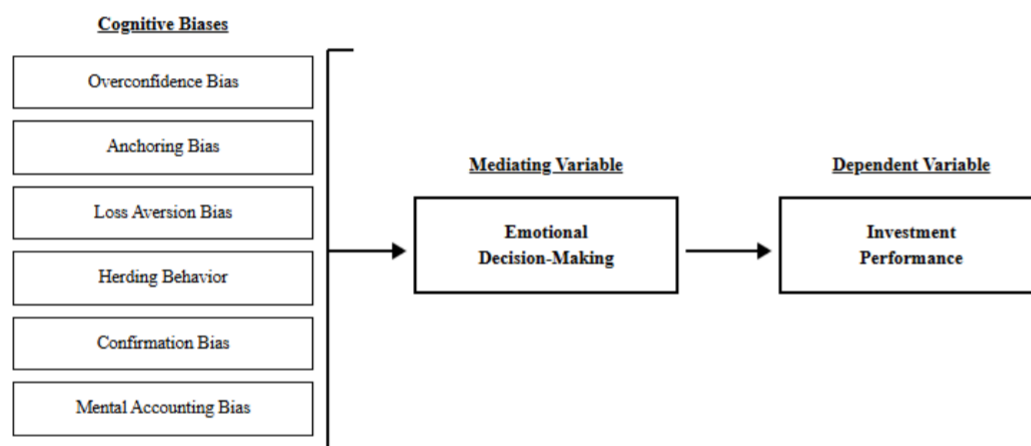 Cognitive Biases
Overconfidence Bias
Anchoring Bias
Loss Aversion Bias
Herding Behavior
Confirmation Bias
Mental Accounting Bias
Mediating Variable
Emotional
Decision-Making
Dependent Variable
Investment
Performance